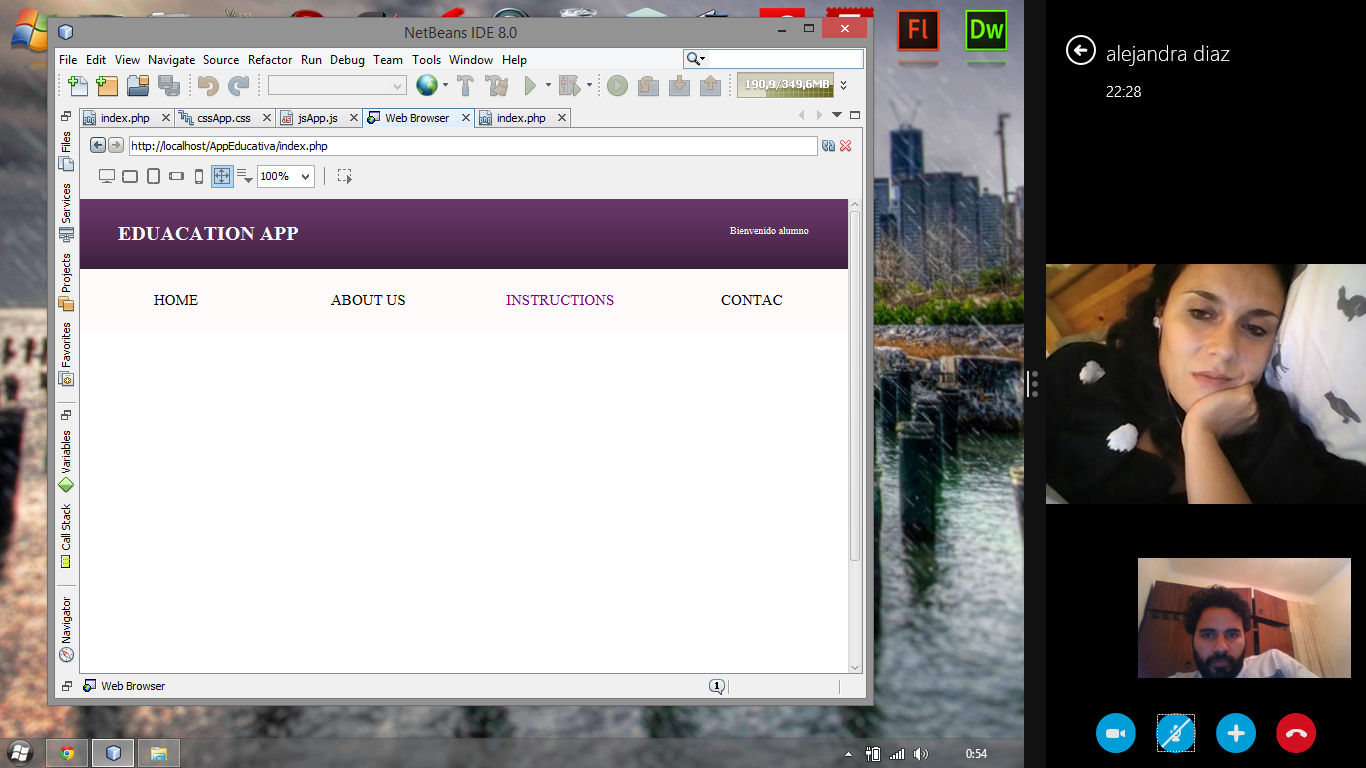 Fl Dw
NetBeans IDE 8.0
File Edit View Navigate Source Refactor Run Debug Team Tools Window Help
190,9/349,6MB
index.php cssApp.css jsApp.js Web Browser index.php
http://localhost/AppEducativa/index.php
100%
EDUACATION APP
Bienvenido alumno
HOME ABOUT US INSTRUCTIONS CONTAC
Files
Services
Projects
Favorites
Variables
Call Stack
Navigator
Web Browser
1
0:54
alejandra diaz
22:28